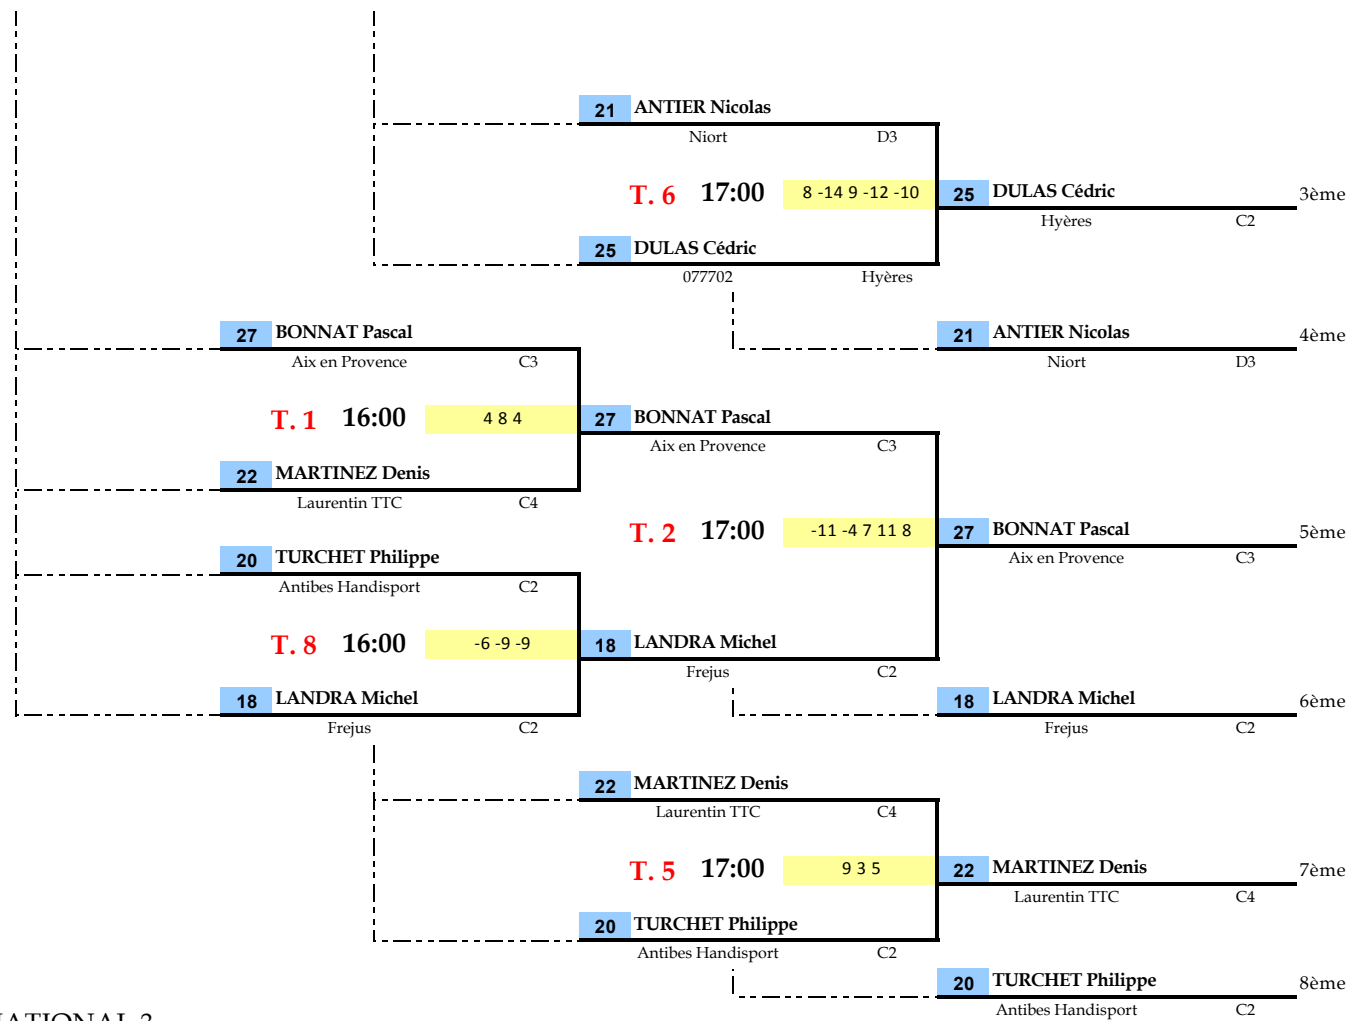 21 ANTIER Nicolas
Niort D3
T. 6 17:00 8 -14 9 -12 -10
25 DULAS Cédric 3ème
Hyères C2
25 DULAS Cédric
077702 Hyères
27 BONNAT Pascal
Aix en Provence C3
21 ANTIER Nicolas 4ème
Niort D3
T. 1 16:00 4 8 4
27 BONNAT Pascal
Aix en Provence C3
22 MARTINEZ Denis
Laurentin TTC C4
T. 2 17:00 -11 -4 7 11 8
27 BONNAT Pascal 5ème
Aix en Provence C3
20 TURCHET Philippe
Antibes Handisport C2
T. 8 16:00 -6 -9 -9
18 LANDRA Michel
Frejus C2
18 LANDRA Michel
Frejus C2
18 LANDRA Michel 6ème
Frejus C2
22 MARTINEZ Denis
Laurentin TTC C4
T. 5 17:00 9 3 5
22 MARTINEZ Denis 7ème
Laurentin TTC C4
20 TURCHET Philippe
Antibes Handisport C2
20 TURCHET Philippe 8ème
Antibes Handisport C2